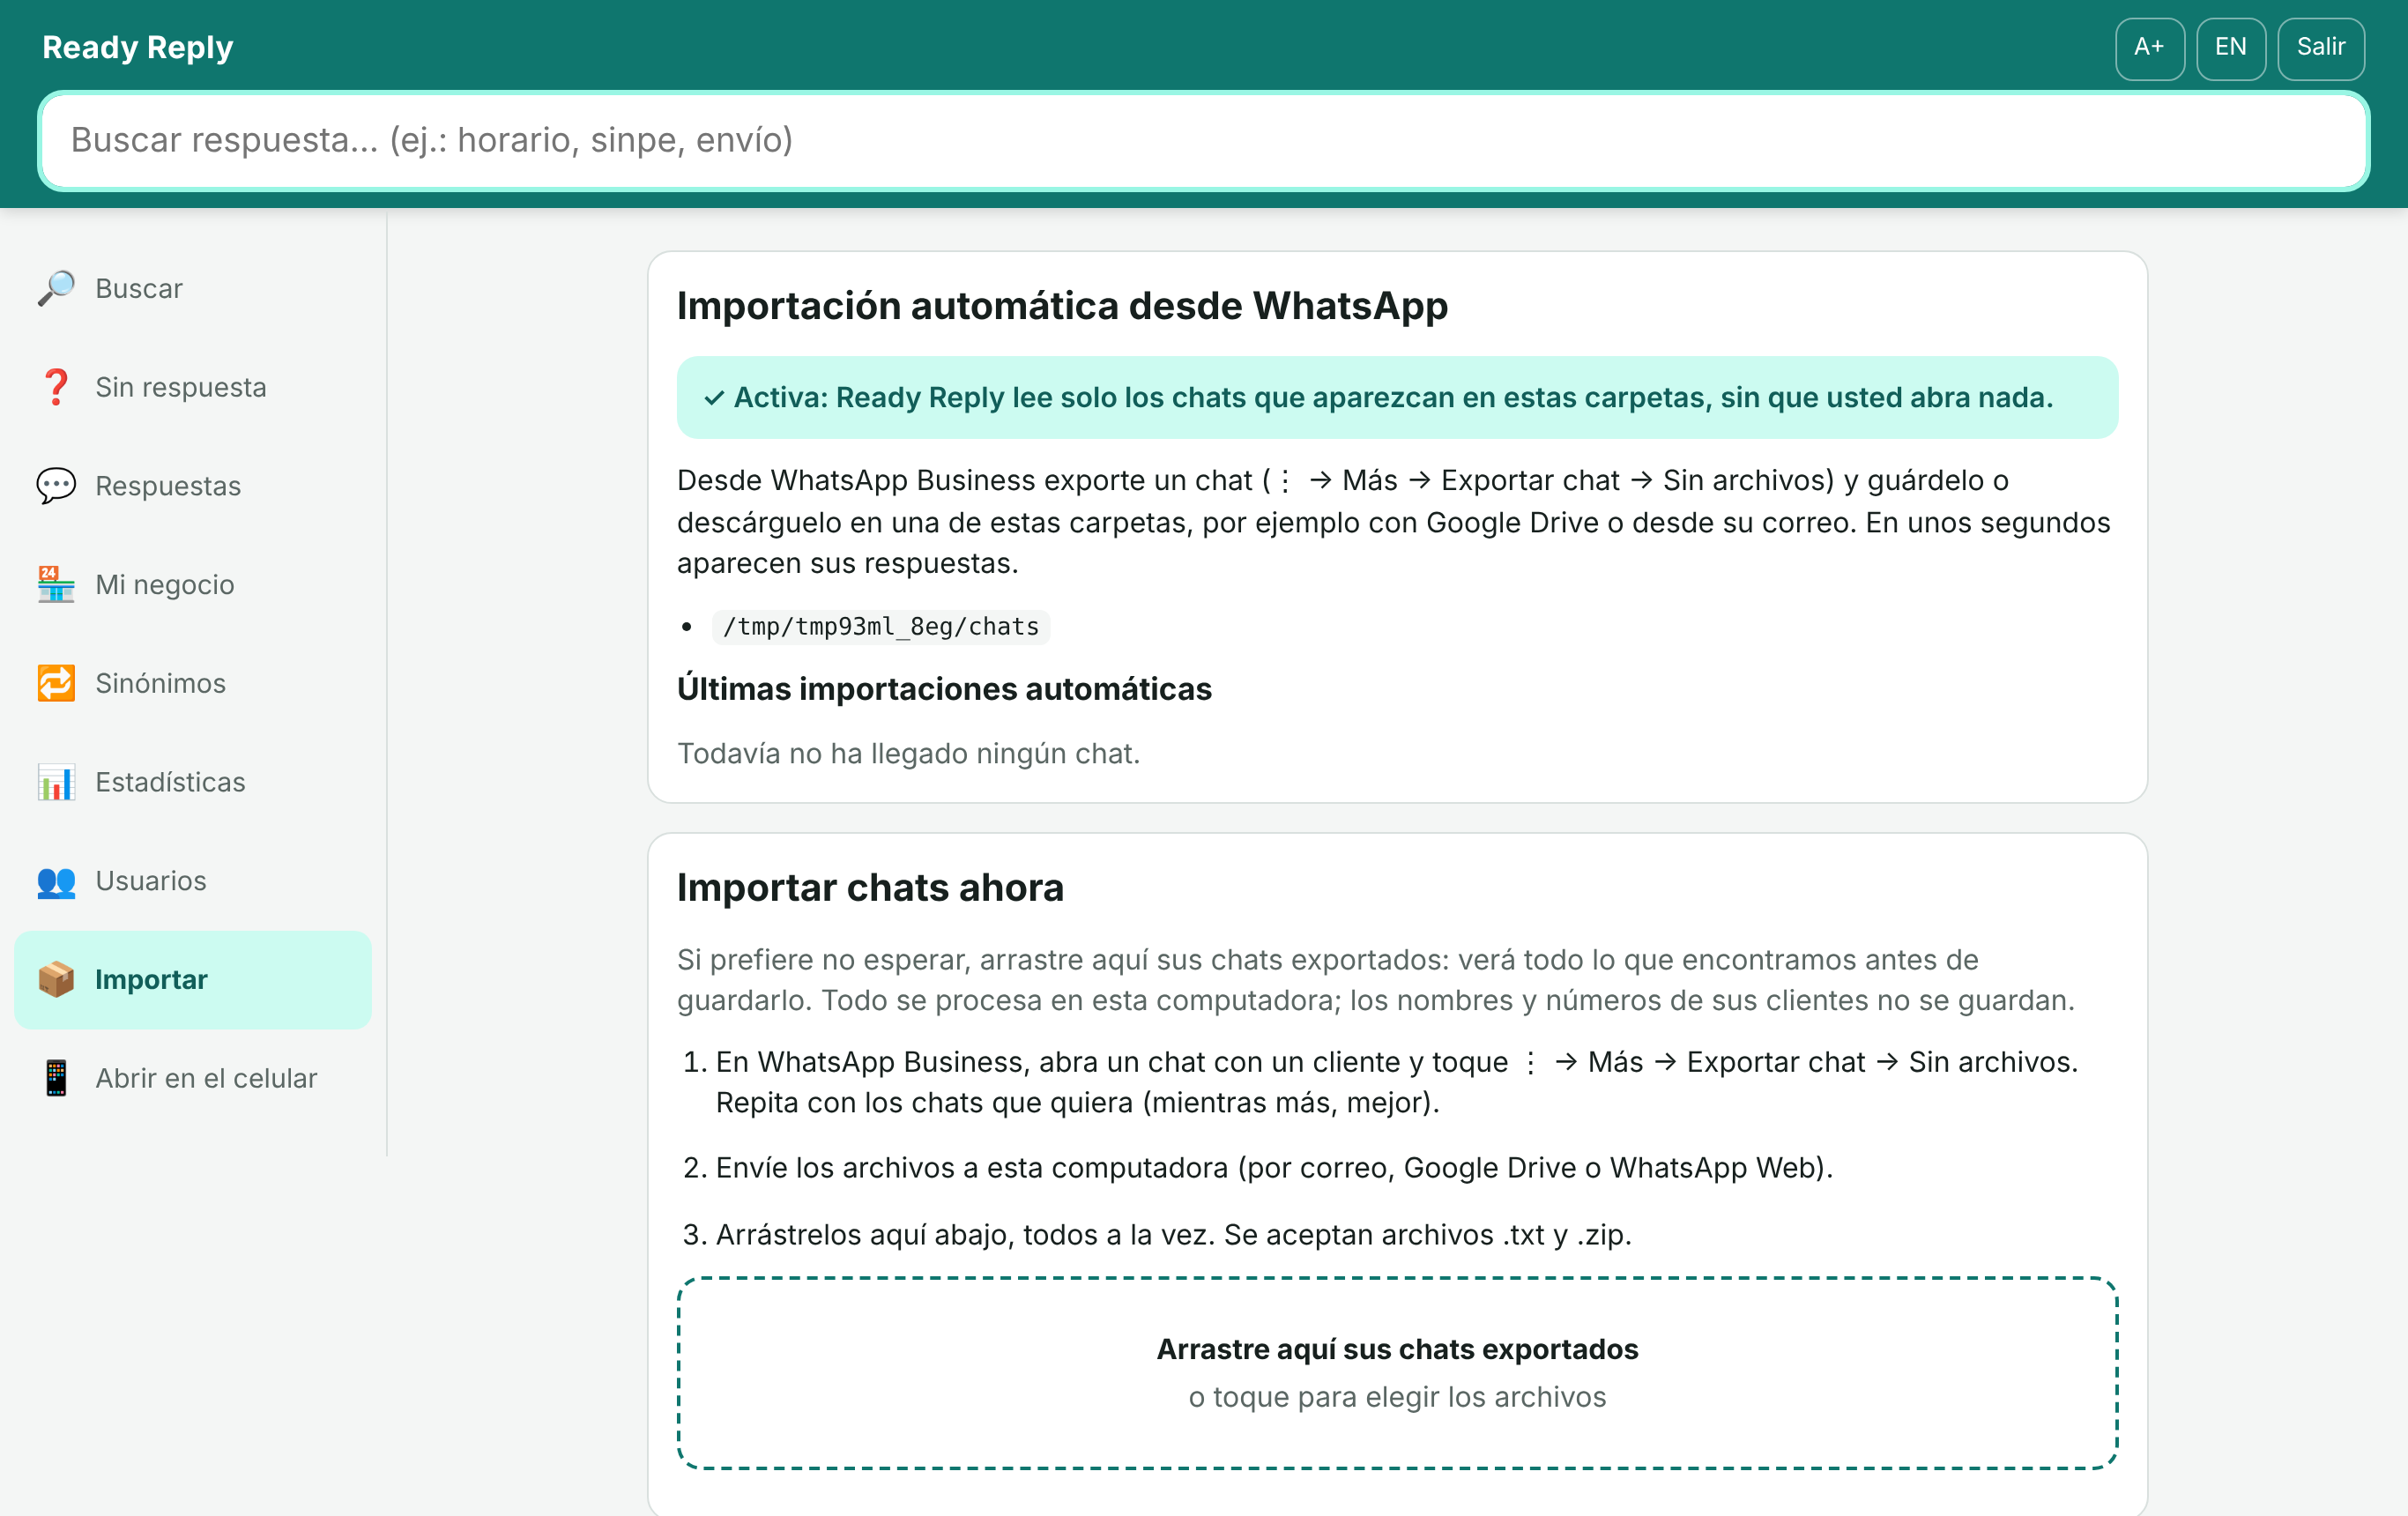 Ready Reply
A+ EN Salir
Buscar respuesta... (ej.: horario, sinpe, envío)
Buscar
Sin respuesta
Respuestas
24
Mi negocio
Sinónimos
Estadísticas
Usuarios
Importar
Abrir en el celular
Importación automática desde WhatsApp
✓ Activa: Ready Reply lee solo los chats que aparezcan en estas carpetas, sin que usted abra nada.
Desde WhatsApp Business exporte un chat (⋮ → Más → Exportar chat → Sin archivos) y guárdelo o
descárguelo en una de estas carpetas, por ejemplo con Google Drive o desde su correo. En unos segundos
aparecen sus respuestas.
• /tmp/tmp93ml_8eg/chats
Últimas importaciones automáticas
Todavía no ha llegado ningún chat.
Importar chats ahora
Si prefiere no esperar, arrastre aquí sus chats exportados: verá todo lo que encontramos antes de
guardarlo. Todo se procesa en esta computadora; los nombres y números de sus clientes no se guardan.
1. En WhatsApp Business, abra un chat con un cliente y toque ⋮ → Más → Exportar chat → Sin archivos.
Repita con los chats que quiera (mientras más, mejor).
2. Envíe los archivos a esta computadora (por correo, Google Drive o WhatsApp Web).
3. Arrástrelos aquí abajo, todos a la vez. Se aceptan archivos .txt y .zip.
Arrastre aquí sus chats exportados
o toque para elegir los archivos